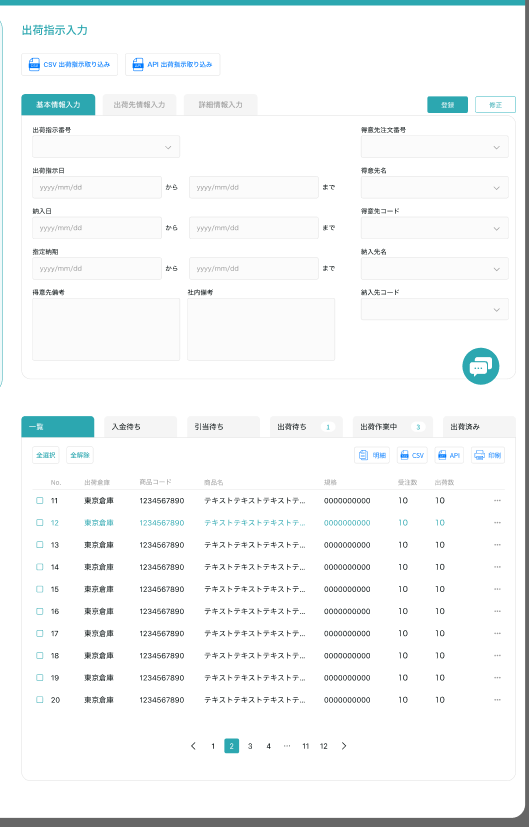 出荷指示入力
CSV 出荷指示取り込み API 出荷指示取り込み
基本情報入力 出荷先情報入力 詳細情報入力 登録 修正
出荷指示番号 得意先注文番号
出荷指示日 得意先名
yyyy/mm/dd から yyyy/mm/dd まで
納入日 得意先コード
yyyy/mm/dd から yyyy/mm/dd まで
指定納期 納入先名
yyyy/mm/dd から yyyy/mm/dd まで
得意先備考 社内備考 納入先コード
一覧 入金待ち 引当待ち 出荷待ち 1 出荷作業中 3 出荷済み
全選択 全解除 明細 CSV API 印刷
No. 出荷倉庫 商品コード 商品名 規格 受注数 出荷数
11 東京倉庫 1234567890 テキストテキストテキストテ... 0000000000 10 10 ...
12 東京倉庫 1234567890 テキストテキストテキストテ... 0000000000 10 10 ...
13 東京倉庫 1234567890 テキストテキストテキストテ... 0000000000 10 10 ...
14 東京倉庫 1234567890 テキストテキストテキストテ... 0000000000 10 10 ...
15 東京倉庫 1234567890 テキストテキストテキストテ... 0000000000 10 10 ...
16 東京倉庫 1234567890 テキストテキストテキストテ... 0000000000 10 10 ...
17 東京倉庫 1234567890 テキストテキストテキストテ... 0000000000 10 10 ...
18 東京倉庫 1234567890 テキストテキストテキストテ... 0000000000 10 10 ...
19 東京倉庫 1234567890 テキストテキストテキストテ... 0000000000 10 10 ...
20 東京倉庫 1234567890 テキストテキストテキストテ... 0000000000 10 10 ...
< 1 2 3 4 ... 11 12 >